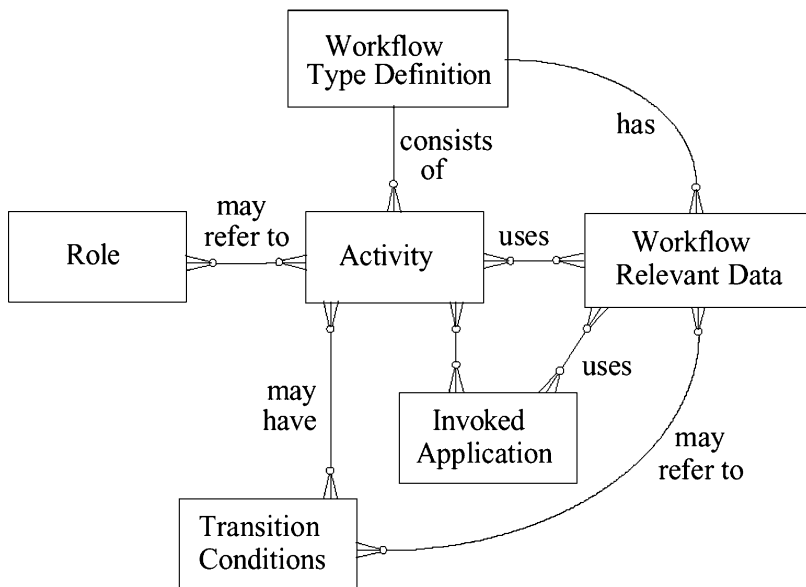 Workflow
Type Definition
consists
of
has
may
refer to
Role
Activity
uses
Workflow
Relevant Data
uses
may
have
Invoked
Application
may
refer to
Transition
Conditions